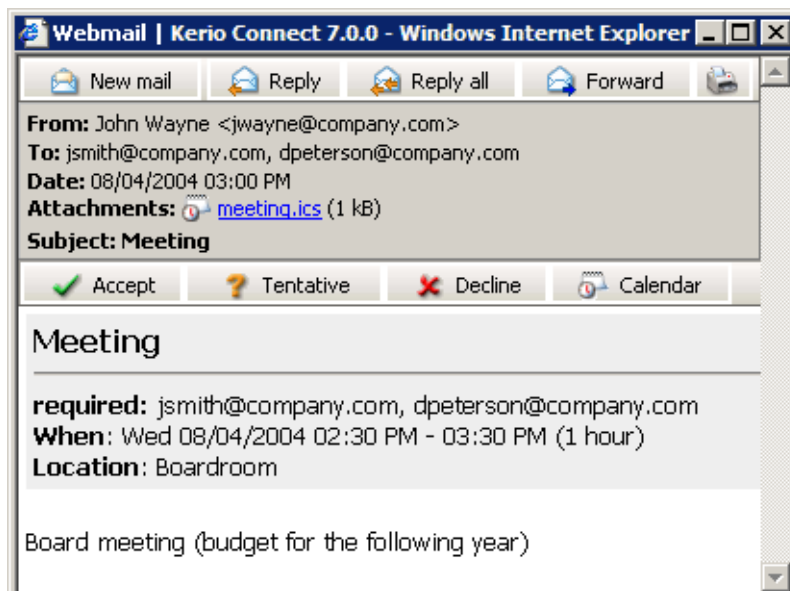 Webmail | Kerio Connect 7.0.0 - Windows Internet Explorer
New mail Reply Reply all Forward
From: John Wayne <jwayne@company.com>
To: jsmith@company.com, dpeterson@company.com
Date: 08/04/2004 03:00 PM
Attachments: meeting.ics (1 kB)
Subject: Meeting
Accept Tentative Decline Calendar
Meeting
required: jsmith@company.com, dpeterson@company.com
When: Wed 08/04/2004 02:30 PM - 03:30 PM (1 hour)
Location: Boardroom
Board meeting (budget for the following year)